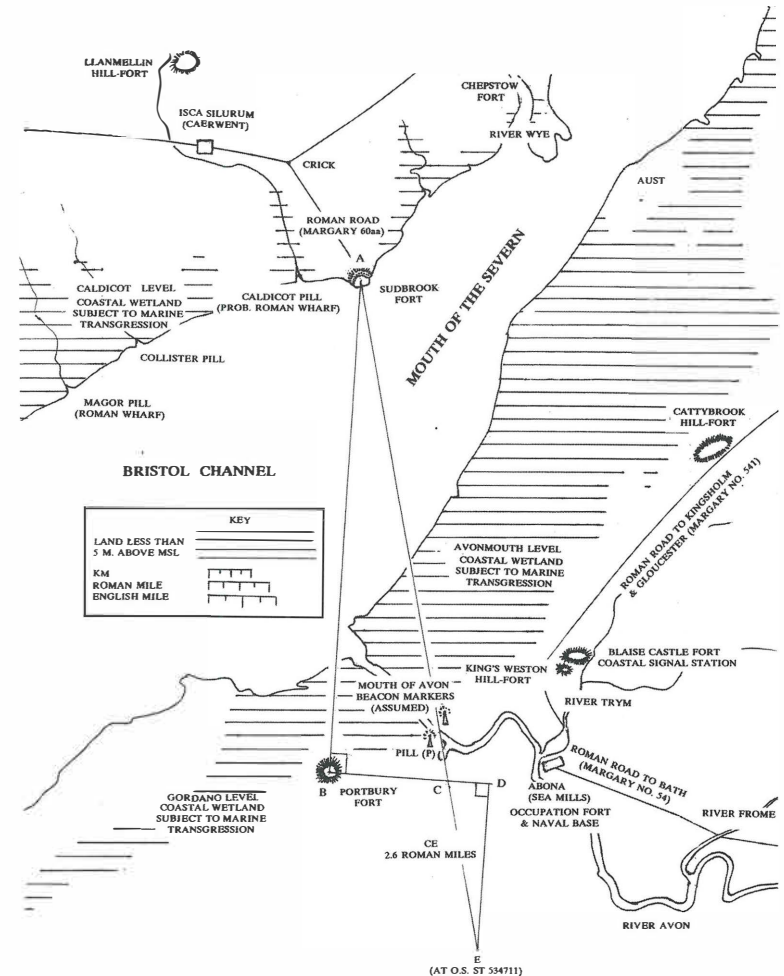 LLANMELLIN
HILL-FORT
CHEPSTOW
FORT
ISCA SILURUM
(CAERWENT)
RIVER WYE
CRICK
AUST
ROMAN ROAD
(MARGARY 60aa)
A
SUDBROOK
FORT
CALDICOT LEVEL
COASTAL WETLAND
SUBJECT TO MARINE
TRANSGRESSION
CALDICOT PILL
(PROB. ROMAN WHARF)
MOUTH OF THE SEVERN
COLLISTER PILL
MAGOR PILL
(ROMAN WHARF)
CATTYBROOK
HILL-FORT
BRISTOL CHANNEL
ROMAN ROAD TO KINGSHOLM
& GLOUCESTER (MARGARY NO. 541)
KEY
LAND LESS THAN
5 M. ABOVE MSL
KM
ROMAN MILE
ENGLISH MILE
AVONMOUTH LEVEL
COASTAL WETLAND
SUBJECT TO MARINE
TRANSGRESSION
BLAISE CASTLE FORT
COASTAL SIGNAL STATION
KING'S WESTON
HILL-FORT
MOUTH OF AVON
BEACON MARKERS
(ASSUMED)
RIVER TRYM
PILL (P)
ROMAN ROAD TO BATH
(MARGARY NO. 54)
B
PORTBURY
FORT
C
D
ABONA
(SEA MILLS)
OCCUPATION FORT
& NAVAL BASE
GORDANO LEVEL
COASTAL WETLAND
SUBJECT TO MARINE
TRANSGRESSION
RIVER FROME
CE
2.6 ROMAN MILES
RIVER AVON
E
(AT O.S. ST 534711)